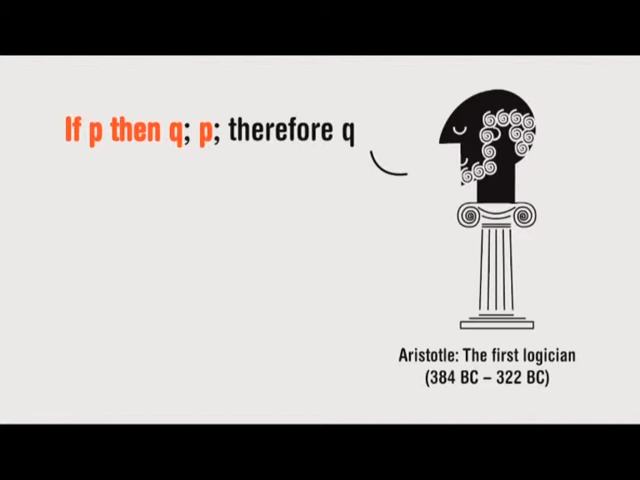 If p then q; p; therefore q
Aristotle: The first logician
(384 BC – 322 BC)